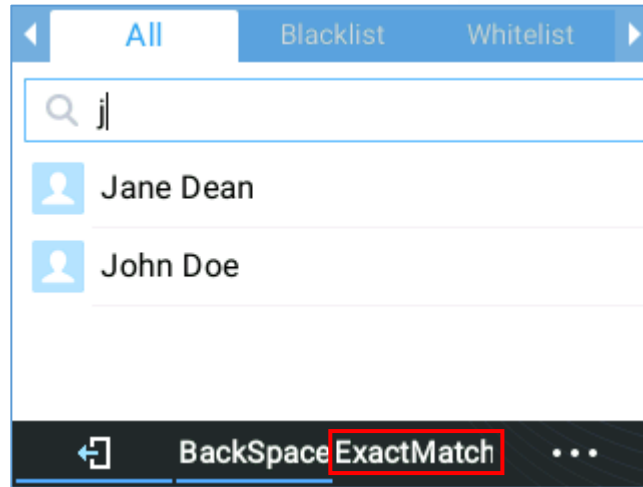 All Blacklist Whitelist
j
Jane Dean
John Doe
BackSpace ExactMatch ...